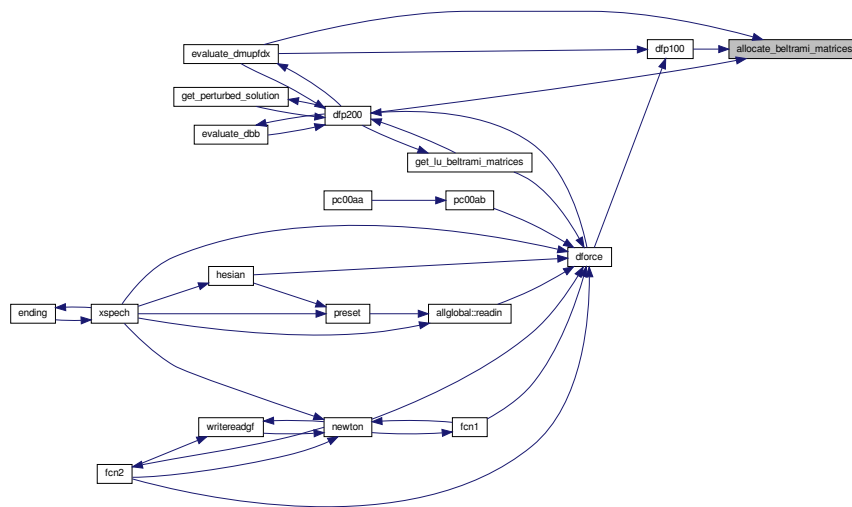 allocate_beltrami_matrices
dfp100
evaluate_dmupfdx
get_perturbed_solution
dfp200
evaluate_dbb
get_lu_beltrami_matrices
pc00aa
pc00ab
dforce
hesian
ending
xspech
preset
allglobal::readin
writereadgf
newton
fcn1
fcn2